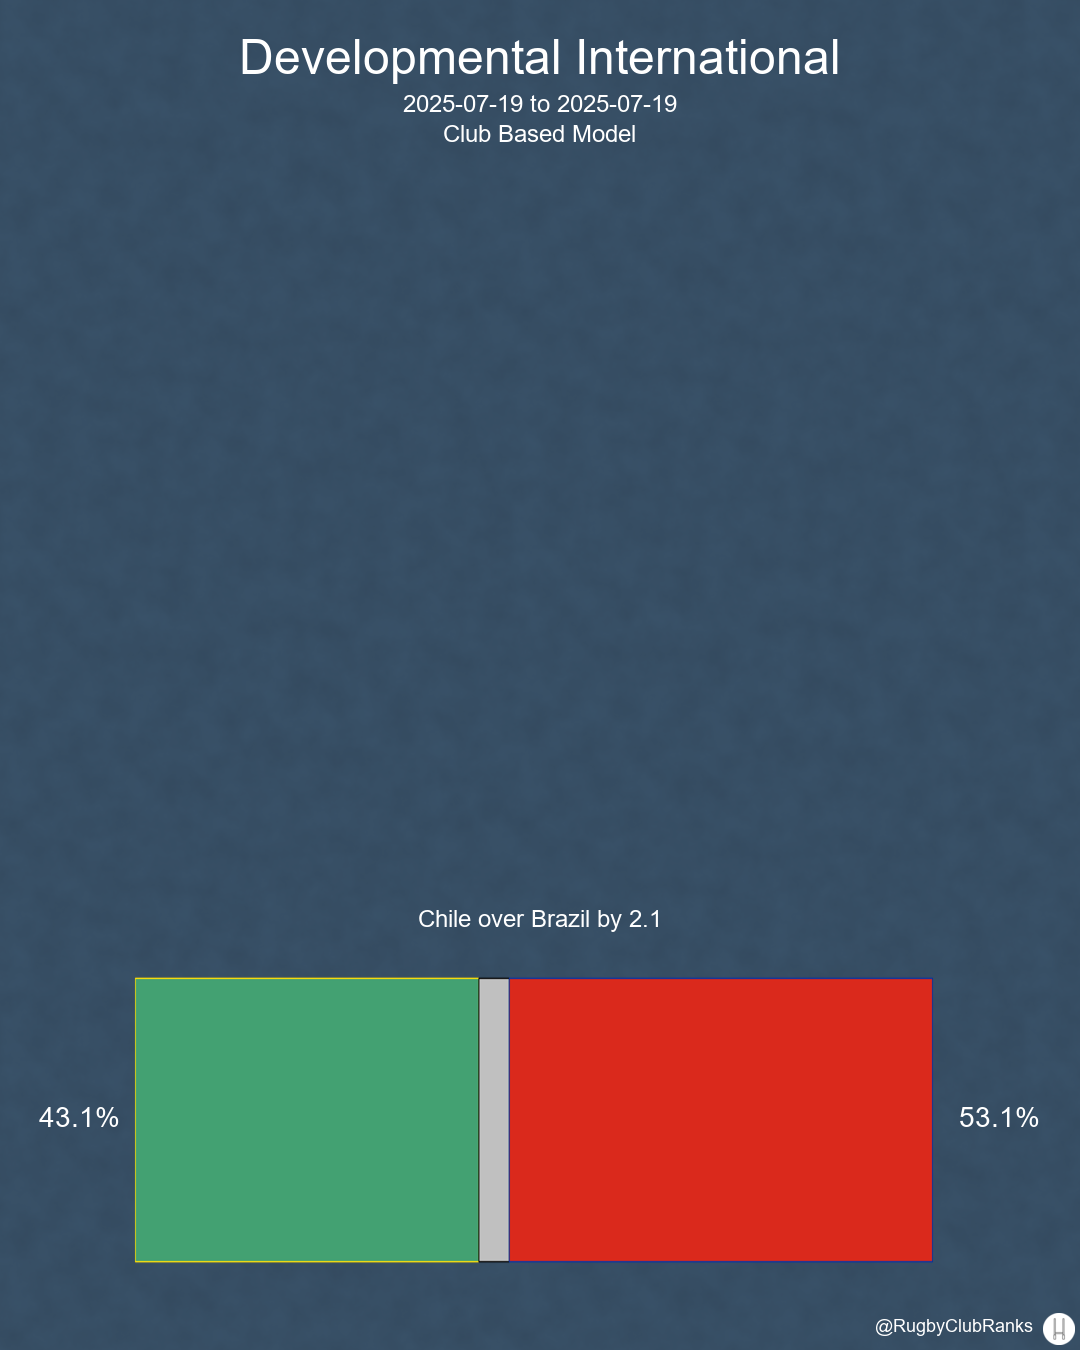 Developmental International
2025-07-19 to 2025-07-19
Club Based Model
Chile over Brazil by 2.1
43.1%
53.1%
@RugbyClubRanks